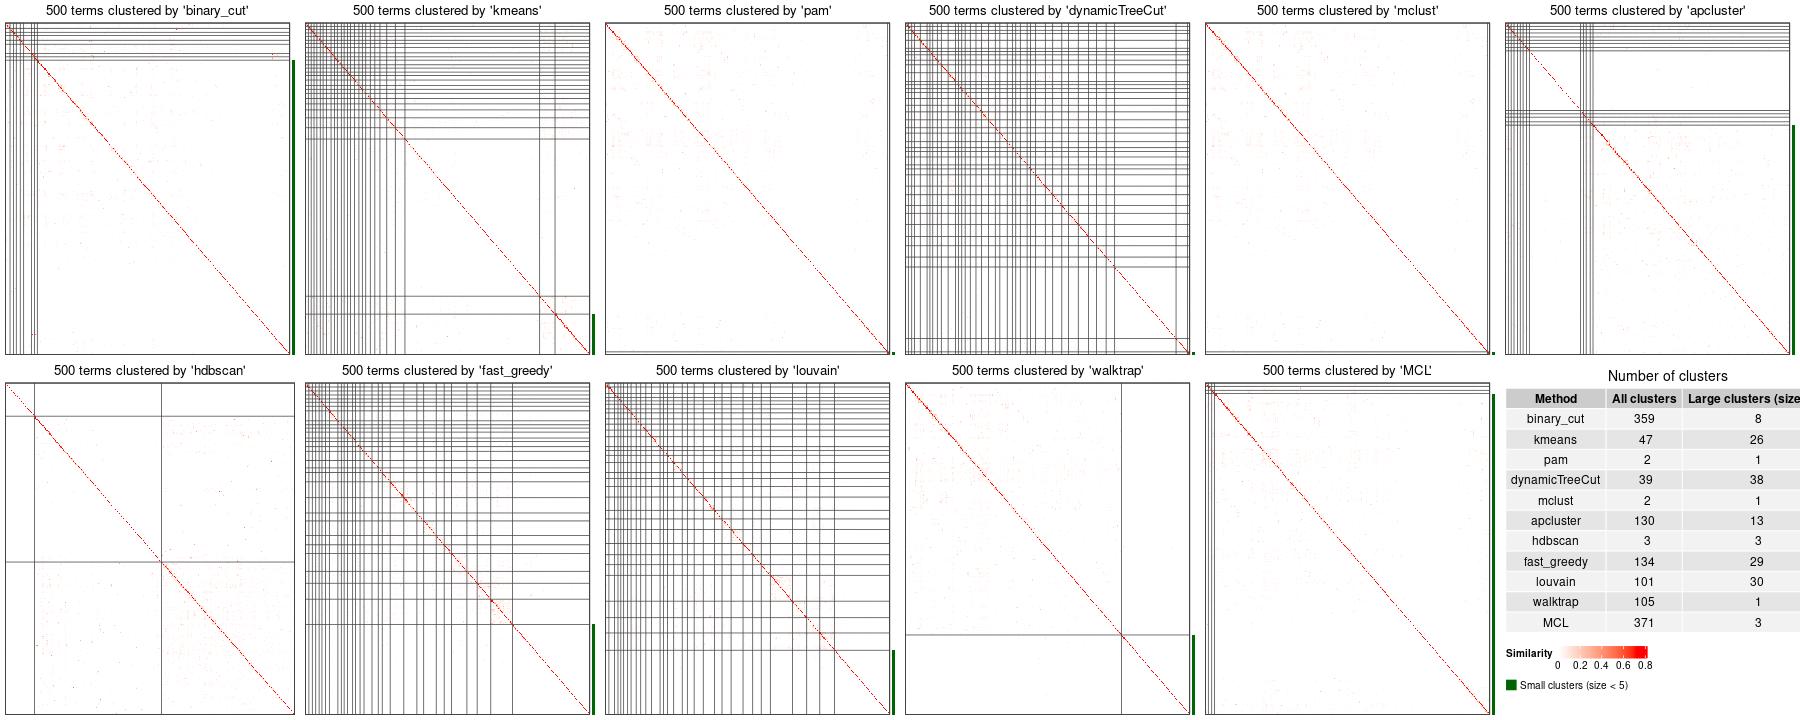 500 terms clustered by 'binary_cut'
500 terms clustered by 'kmeans'
500 terms clustered by 'pam'
500 terms clustered by 'dynamicTreeCut'
500 terms clustered by 'mclust'
500 terms clustered by 'apcluster'
500 terms clustered by 'hdbscan'
500 terms clustered by 'fast_greedy'
500 terms clustered by 'louvain'
500 terms clustered by 'walktrap'
500 terms clustered by 'MCL'
Number of clusters
Method All clusters Large clusters (size
binary_cut 359 8
kmeans 47 26
pam 2 1
dynamicTreeCut 39 38
mclust 2 1
apcluster 130 13
hdbscan 3 3
fast_greedy 134 29
louvain 101 30
walktrap 105 1
MCL 371 3
Similarity
0 0.2 0.4 0.6 0.8
Small clusters (size < 5)